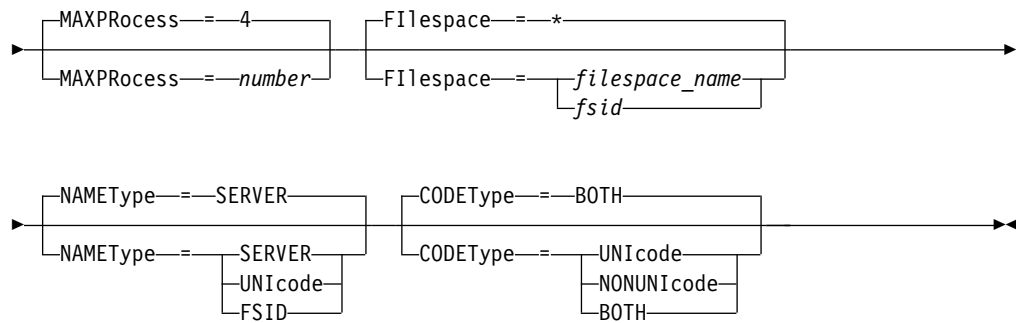 MAXPRocess = 4 FIlespace = *
MAXPRocess=number FIlespace = filespace_name
fsid
NAMEType = SERVER CODEType = BOTH
NAMEType = SERVER CODEType = UNIcode
UNIcode NONUNIcode
FSID BOTH